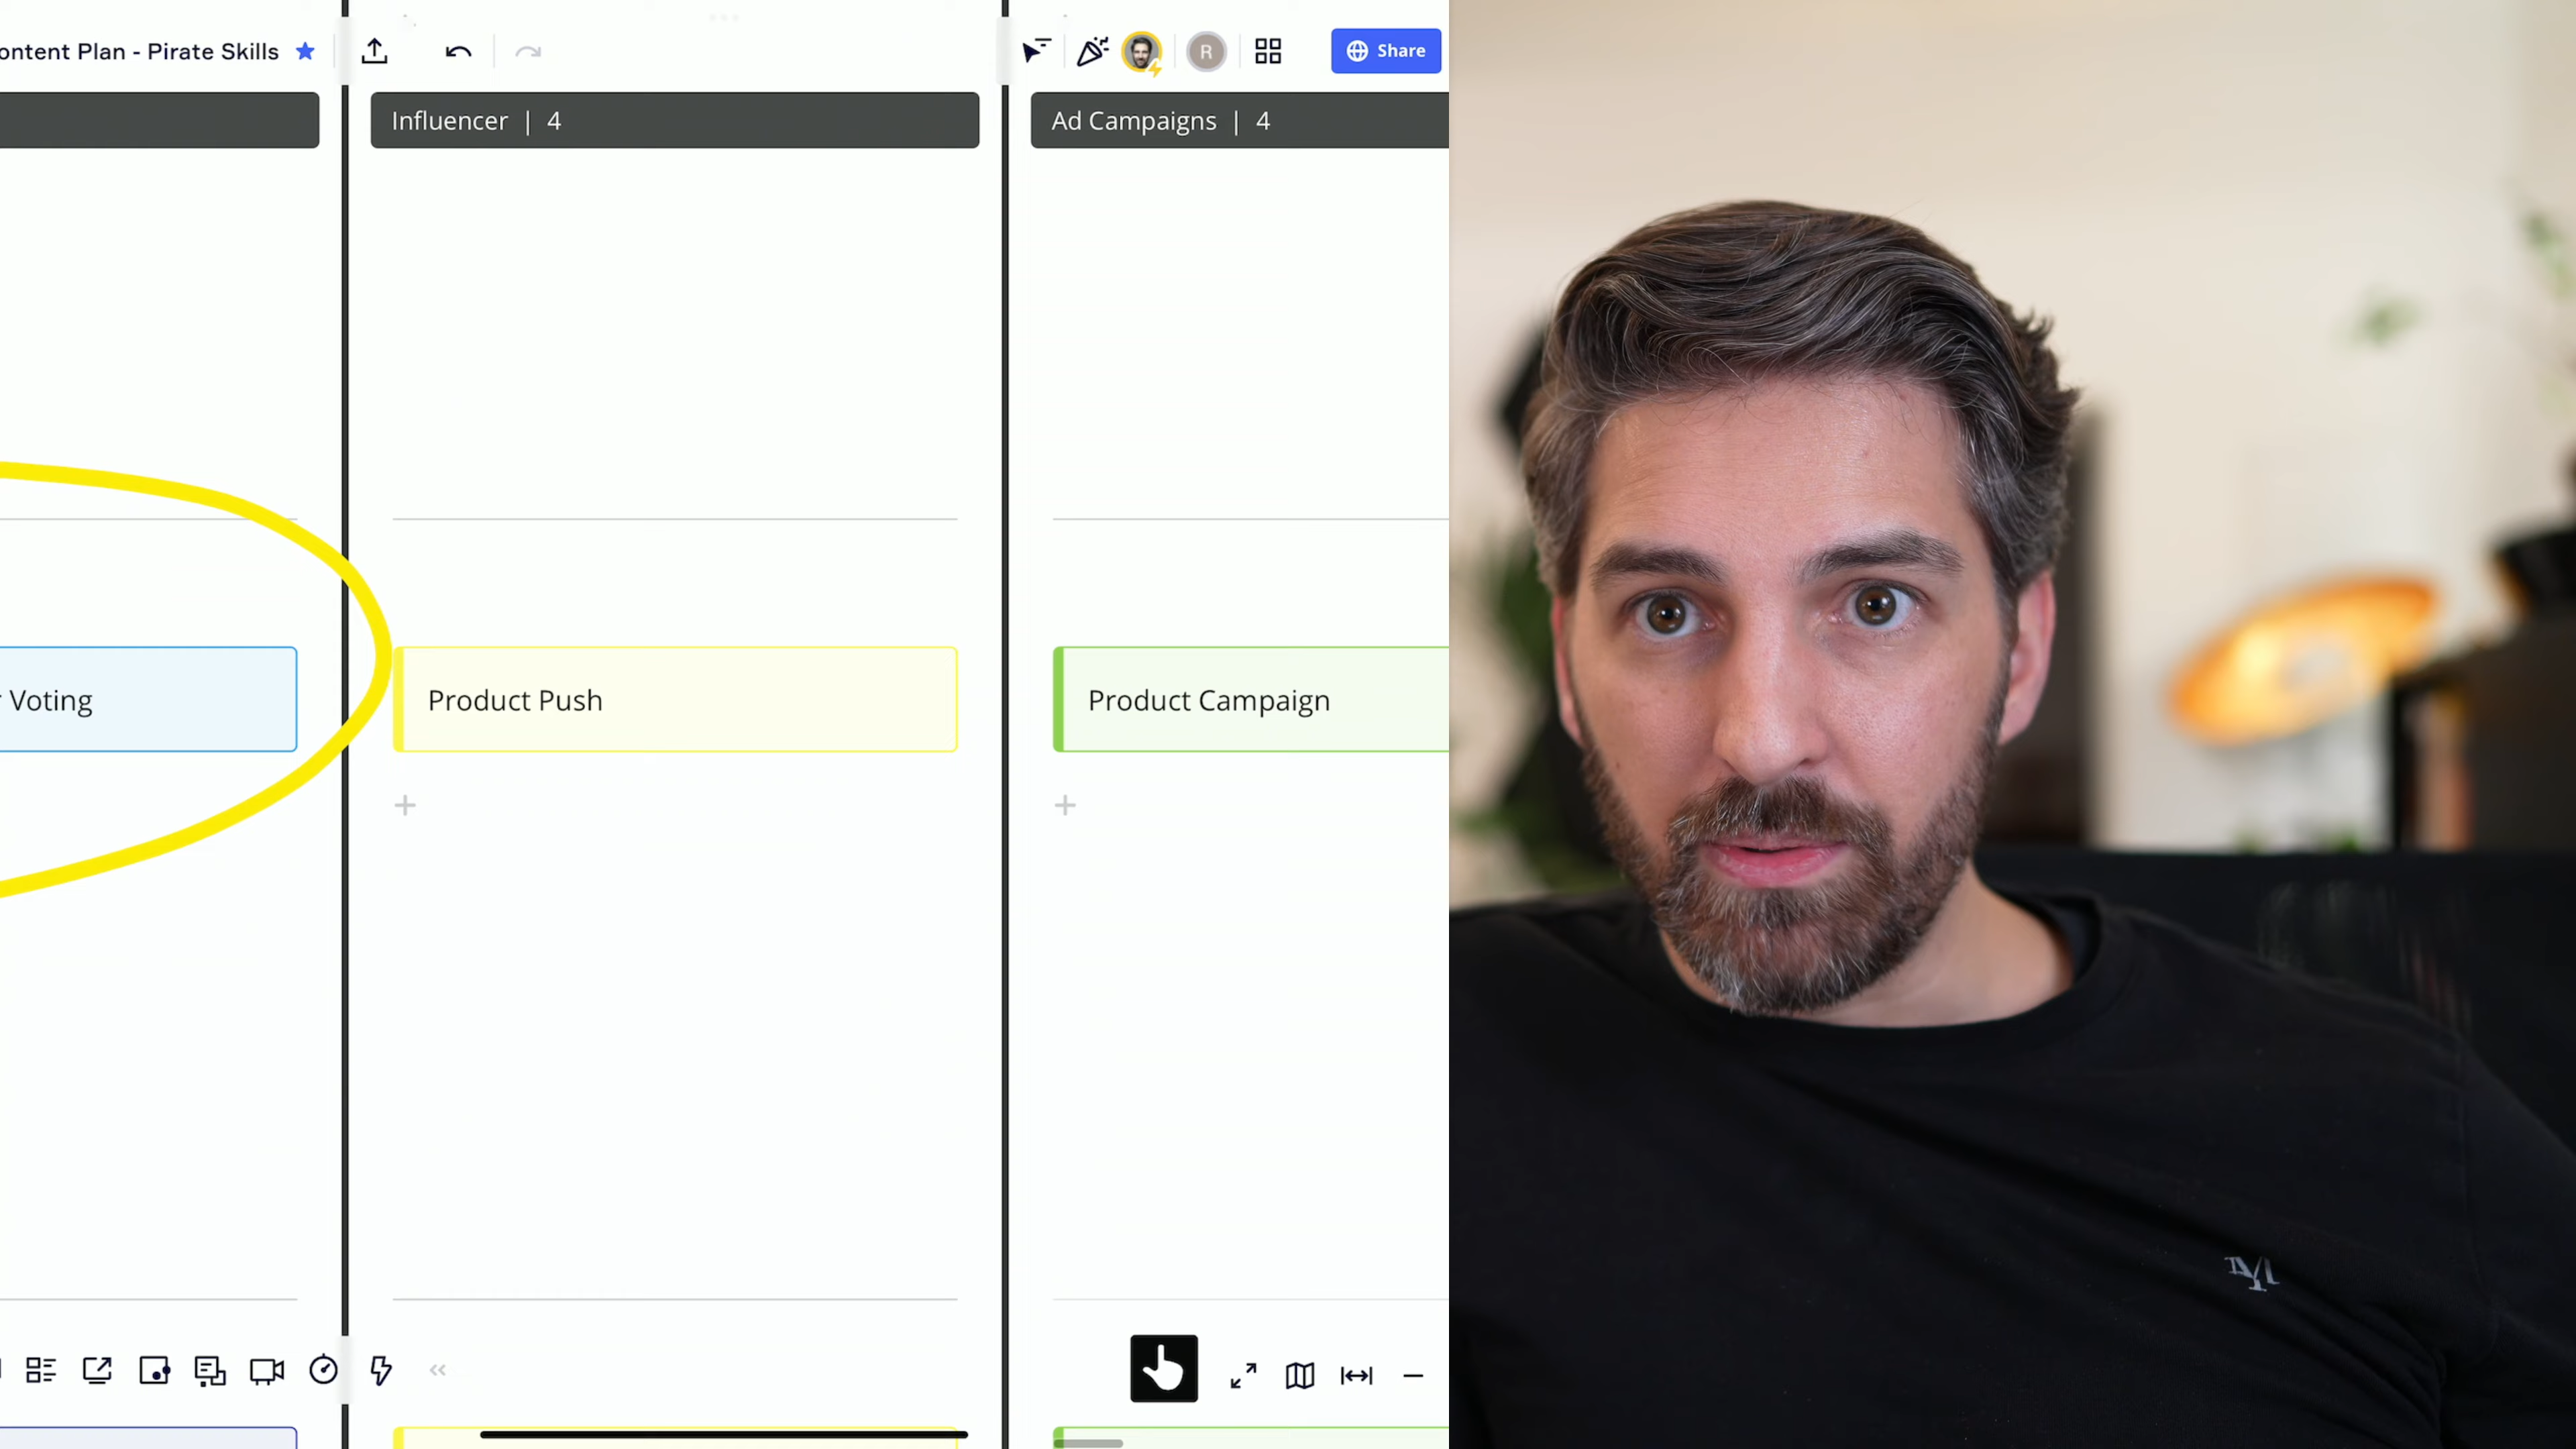 ontent Plan - Pirate Skills
R
Share
Influencer | 4
Ad Campaigns | 4
Voting
Product Push
Product Campaign